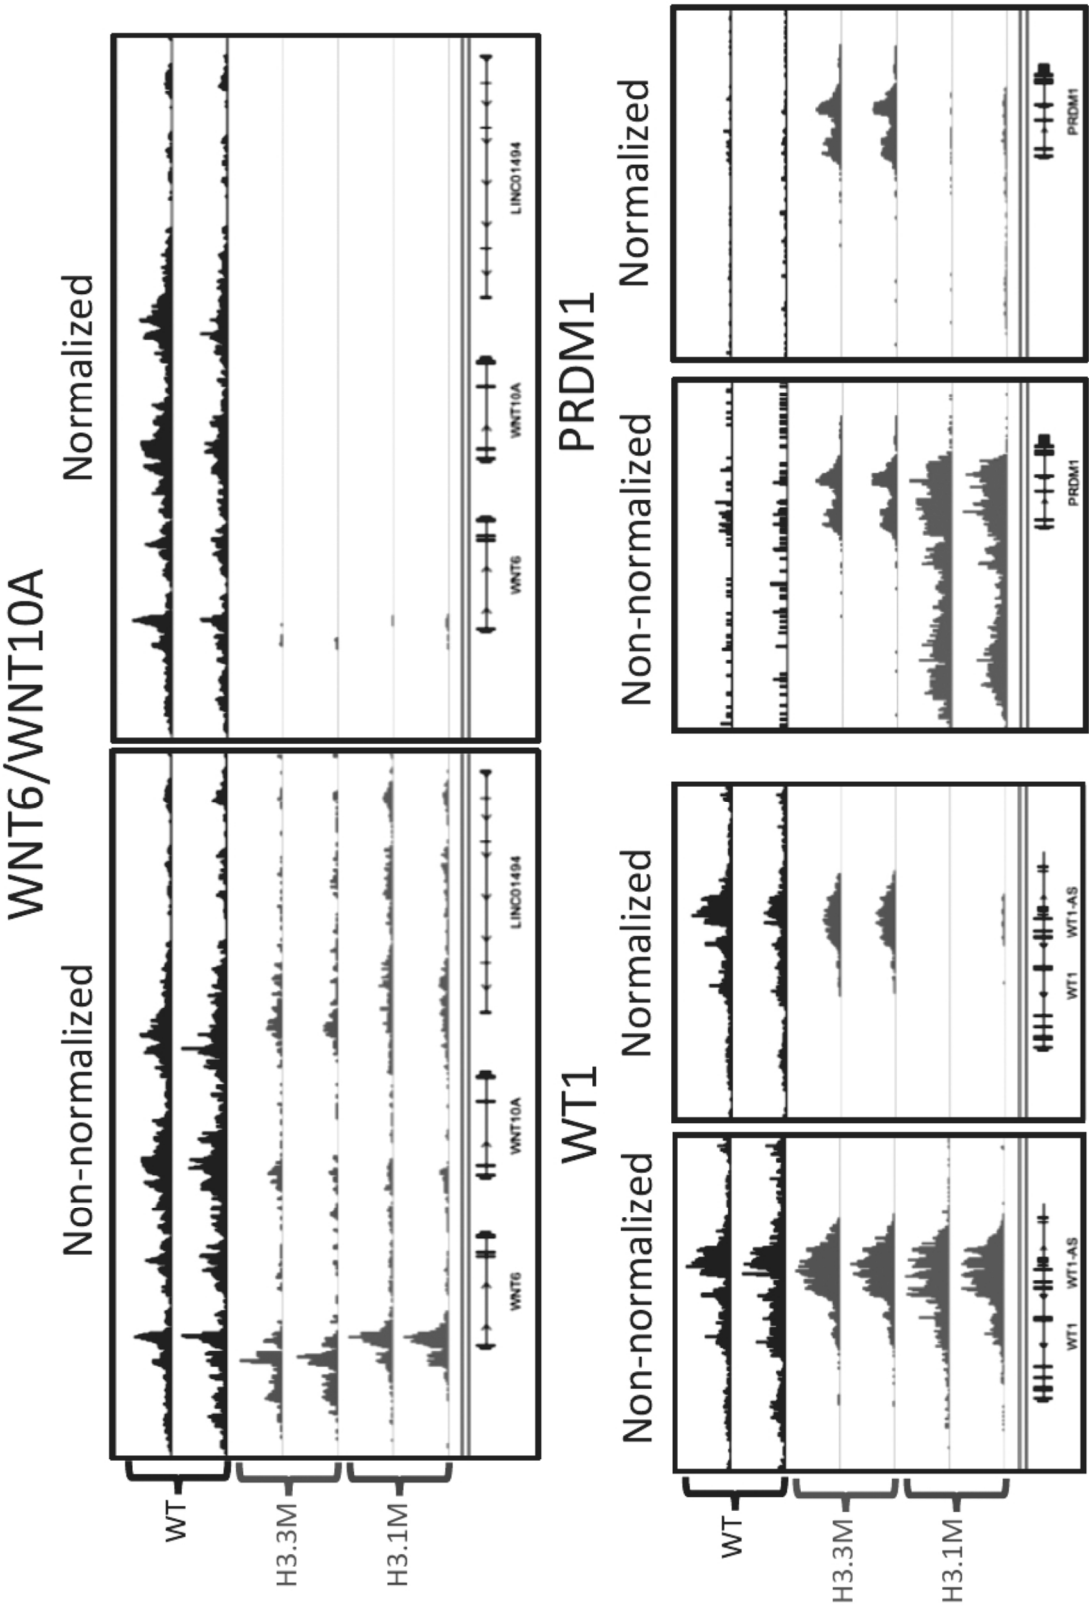 WNT6/WNT10A
Non-normalized
Normalized
WT
H3.3M
H3.1M
WNT6
WNT10A
LINC01494
WNT6
WNT10A
LINC01494
WT1
PRDM1
Non-normalized
Normalized
Non-normalized
Normalized
WT
H3.3M
H3.1M
WT1
WT1-AS
WT1
WT1-AS
PRDM1
PRDM1